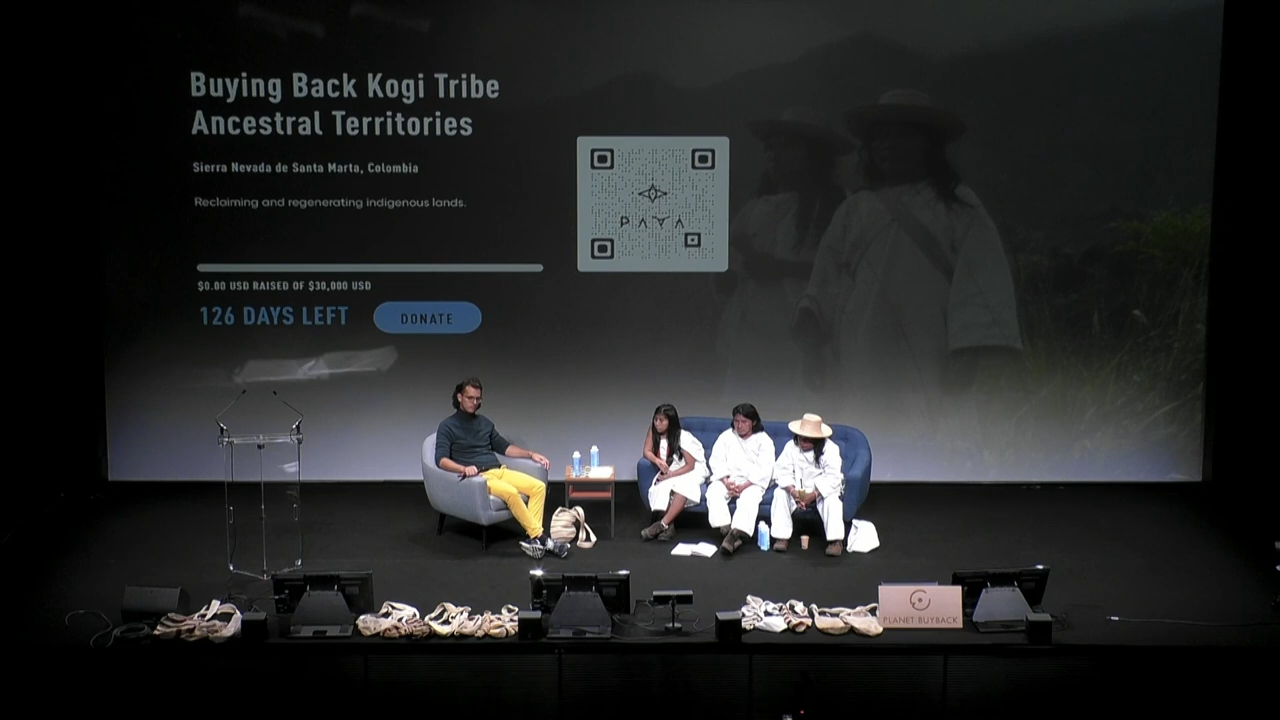 Buying Back Kogi Tribe
Ancestral Territories
Sierra Nevada de Santa Marta, Colombia
Reclaiming and regenerating indigenous lands.
$0.00 USD RAISED OF $30,000 USD
126 DAYS LEFT
DONATE
PAYA
PLANET BUYBACK